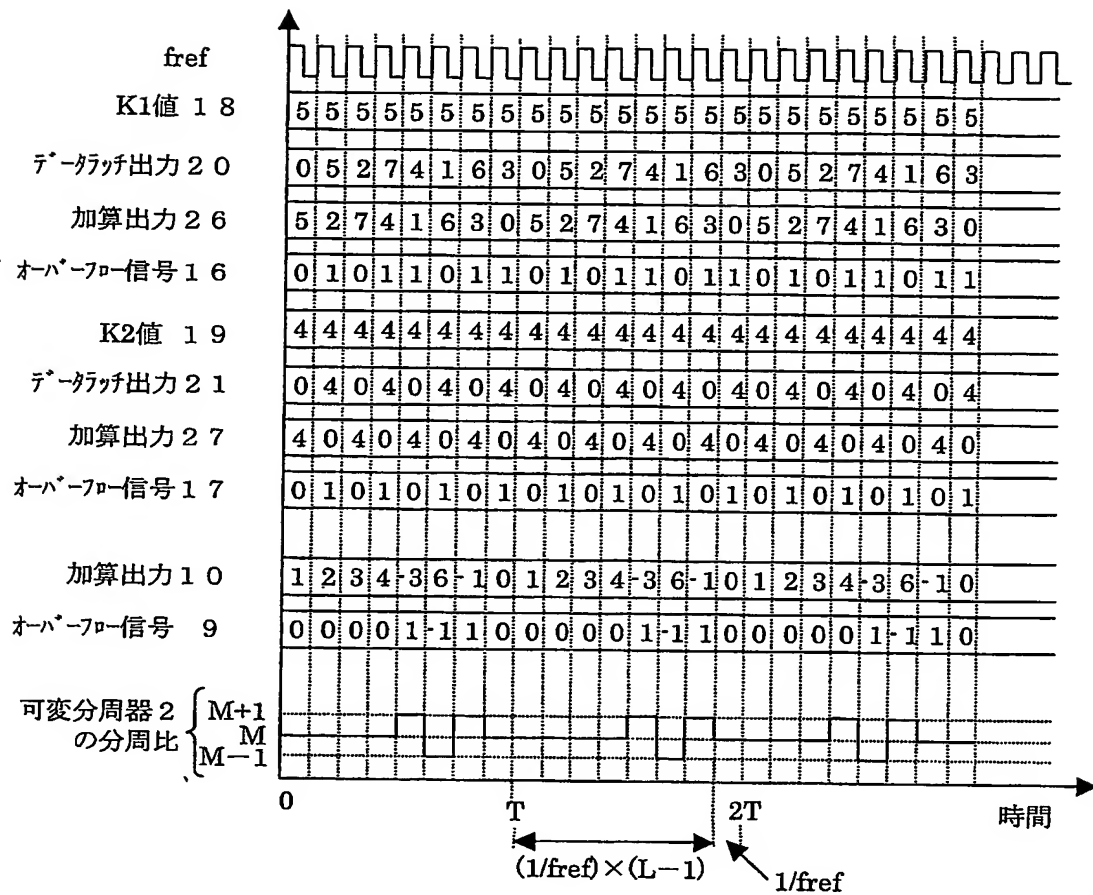 fref
K1値 18 5 5 5 5 5 5 5 5 5 5 5 5 5 5 5 5 5 5 5 5 5 5 5 5
データラッチ出力20 0 5 2 7 4 1 6 3 0 5 2 7 4 1 6 3 0 5 2 7 4 1 6 3
加算出力26 5 2 7 4 1 6 3 0 5 2 7 4 1 6 3 0 5 2 7 4 1 6 3 0
オーバーフロー信号16 0 1 0 1 1 0 1 1 0 1 0 1 1 0 1 1 0 1 0 1 1 0 1 1
K2値 19 4 4 4 4 4 4 4 4 4 4 4 4 4 4 4 4 4 4 4 4 4 4 4 4
データラッチ出力21 0 4 0 4 0 4 0 4 0 4 0 4 0 4 0 4 0 4 0 4 0 4 0 4
加算出力27 4 0 4 0 4 0 4 0 4 0 4 0 4 0 4 0 4 0 4 0 4 0 4 0
オーバーフロー信号17 0 1 0 1 0 1 0 1 0 1 0 1 0 1 0 1 0 1 0 1 0 1 0 1
加算出力10 1 2 3 4 -3 6 -1 0 1 2 3 4 -3 6 -1 0 1 2 3 4 -3 6 -1 0
オーバーフロー信号 9 0 0 0 0 1 -1 1 0 0 0 0 0 1 -1 1 0 0 0 0 0 1 -1 1 0
可変分周器2
の分周比
M+1
M
M-1
0 T 2T 時間
(1/fref)×(L-1)
1/fref